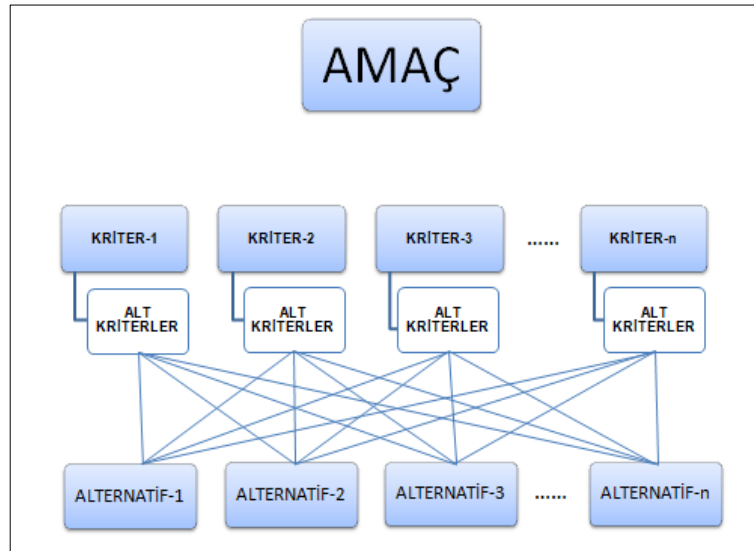 AMAÇ
KRİTER-1
KRİTER-2
KRİTER-3
......
KRİTER-n
ALT
KRİTERLER
ALT
KRİTERLER
ALT
KRİTERLER
ALT
KRİTERLER
ALTERNATİF-1
ALTERNATİF-2
ALTERNATİF-3
......
ALTERNATİF-n